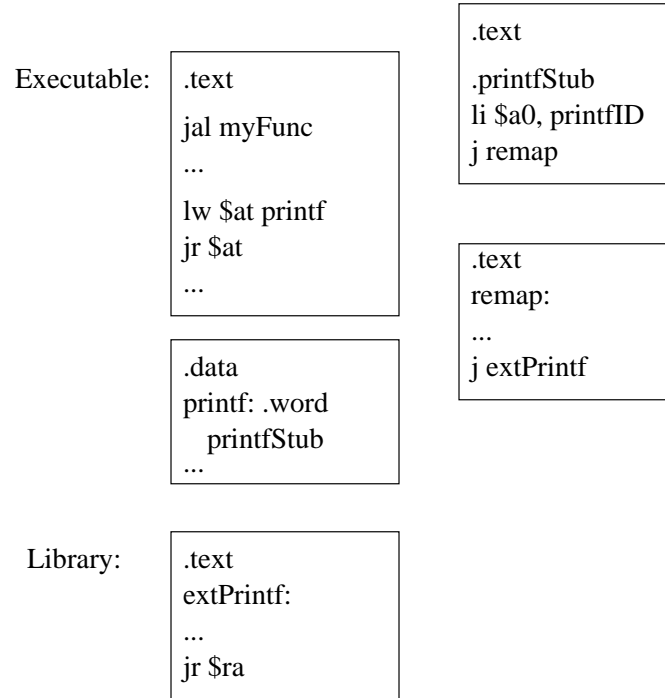 Executable:
.text
jal myFunc
...
lw $at printf
jr $at
...
.text
.printfStub
li $a0, printfID
j remap
.text
remap:
...
j extPrintf
.data
printf: .word
printfStub
...
Library:
.text
extPrintf:
...
jr $ra